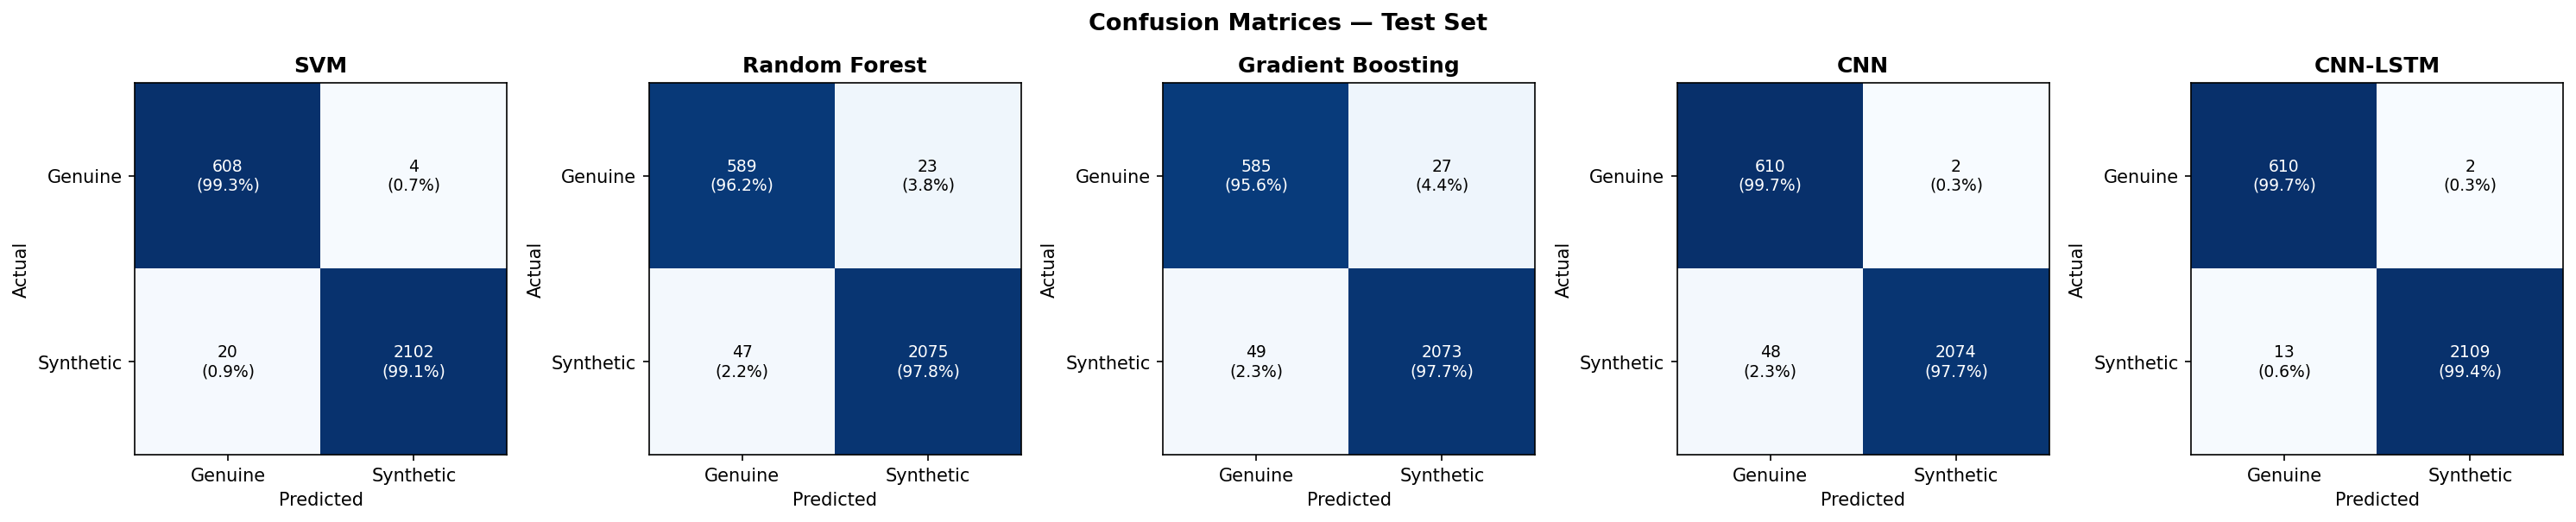 Confusion Matrices — Test Set
SVM
Actual
Genuine
608
(99.3%)
4
(0.7%)
Synthetic
20
(0.9%)
2102
(99.1%)
Genuine
Synthetic
Predicted
Random Forest
Actual
Genuine
589
(96.2%)
23
(3.8%)
Synthetic
47
(2.2%)
2075
(97.8%)
Genuine
Synthetic
Predicted
Gradient Boosting
Actual
Genuine
585
(95.6%)
27
(4.4%)
Synthetic
49
(2.3%)
2073
(97.7%)
Genuine
Synthetic
Predicted
CNN
Actual
Genuine
610
(99.7%)
2
(0.3%)
Synthetic
48
(2.3%)
2074
(97.7%)
Genuine
Synthetic
Predicted
CNN-LSTM
Actual
Genuine
610
(99.7%)
2
(0.3%)
Synthetic
13
(0.6%)
2109
(99.4%)
Genuine
Synthetic
Predicted